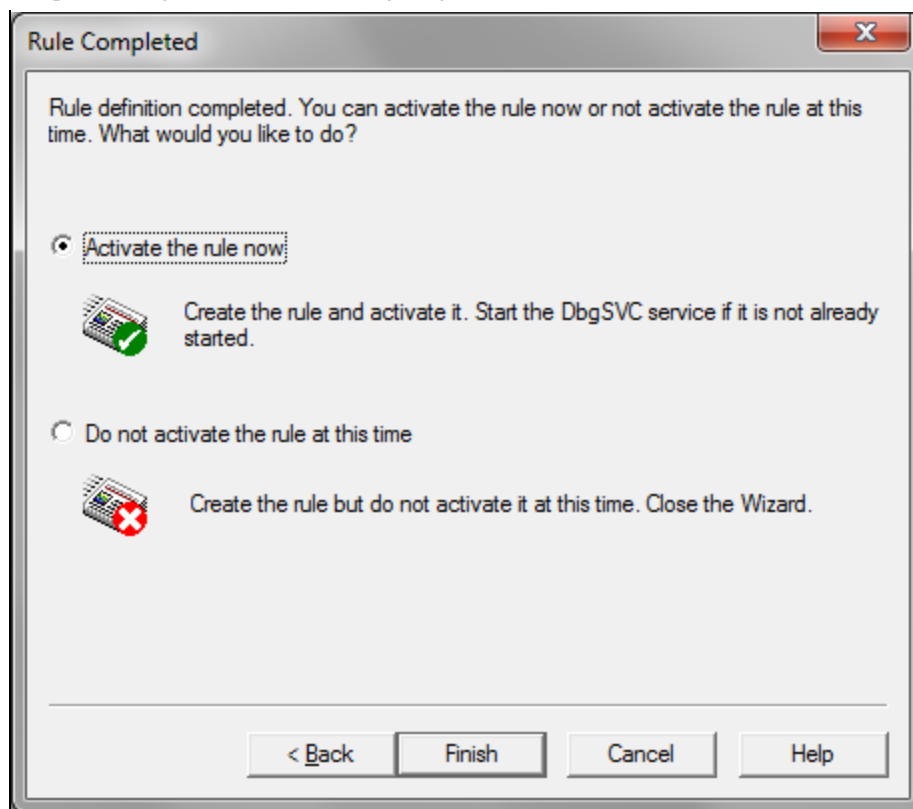 Rule Completed
Rule definition completed. You can activate the rule now or not activate the rule at this
time. What would you like to do?
Activate the rule now
Create the rule and activate it. Start the DbgSVC service if it is not already
started.
Do not activate the rule at this time
Create the rule but do not activate it at this time. Close the Wizard.
< Back
Finish
Cancel
Help